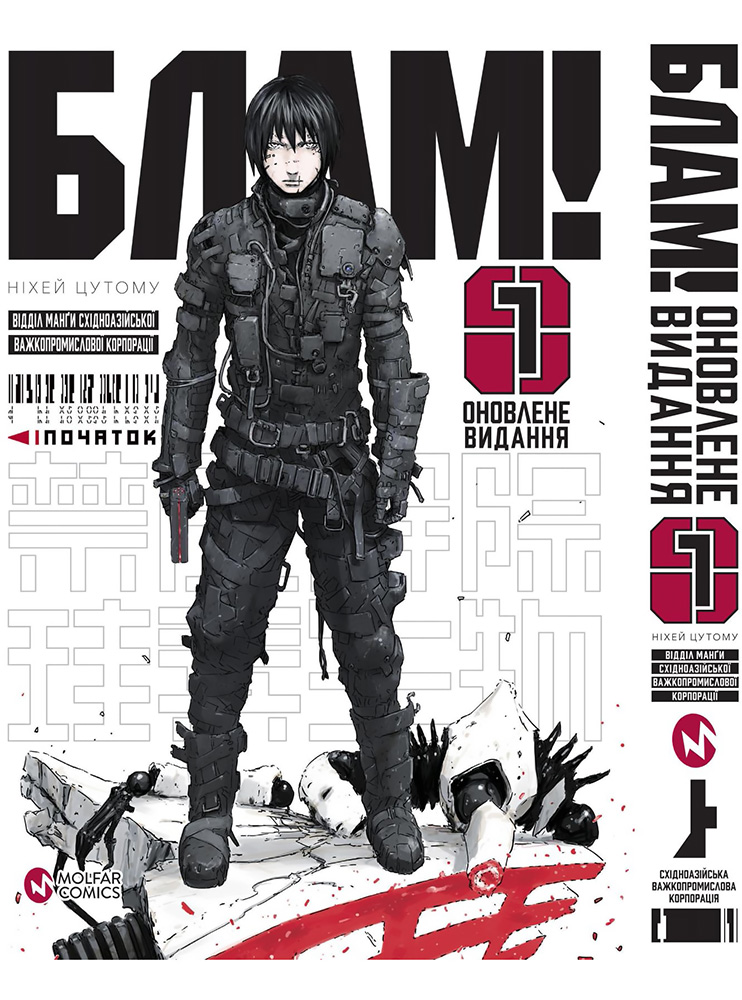 БЛАМ!
НІХЕЙ ЦУТОМУ
ВІДДІЛ МАНҐИ СХІДНОАЗІЙСЬКОЇ
ВАЖКОПРОМИСЛОВОЇ КОРПОРАЦІЇ
ПОЧАТОК
1
ОНОВЛЕНЕ
ВИДАННЯ
MOLFAR
COMICS
БЛАМ!
ОНОВЛЕНЕ
ВИДАННЯ
1
НІХЕЙ ЦУТОМУ
ВІДДІЛ МАНҐИ
СХІДНОАЗІЙСЬКОЇ
ВАЖКОПРОМИСЛОВОЇ
КОРПОРАЦІЇ
СХІДНОАЗІЙСЬКА
ВАЖКОПРОМИСЛОВА
КОРПОРАЦІЯ
1